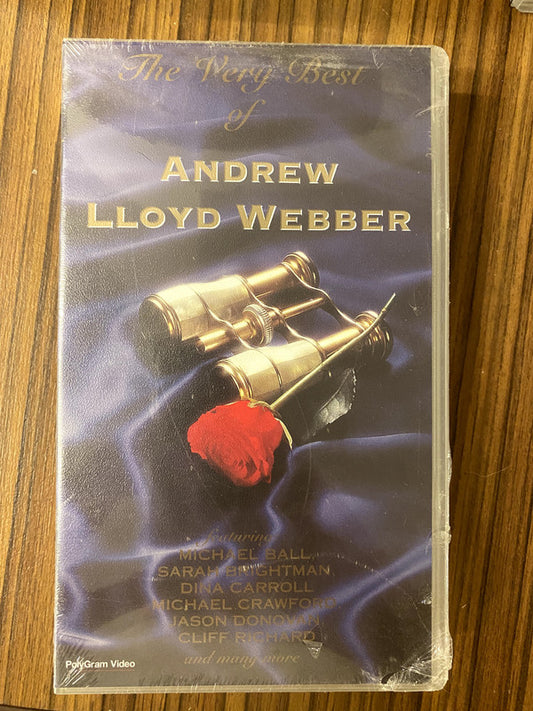 The Very Best
of
ANDREW
LLOYD WEBBER
featuring
MICHAEL BALL,
SARAH BRIGHTMAN,
DINA CARROLL
MICHAEL CRAWFORD,
JASON DONOVAN,
CLIFF RICHARD
and many more
PolyGram Video